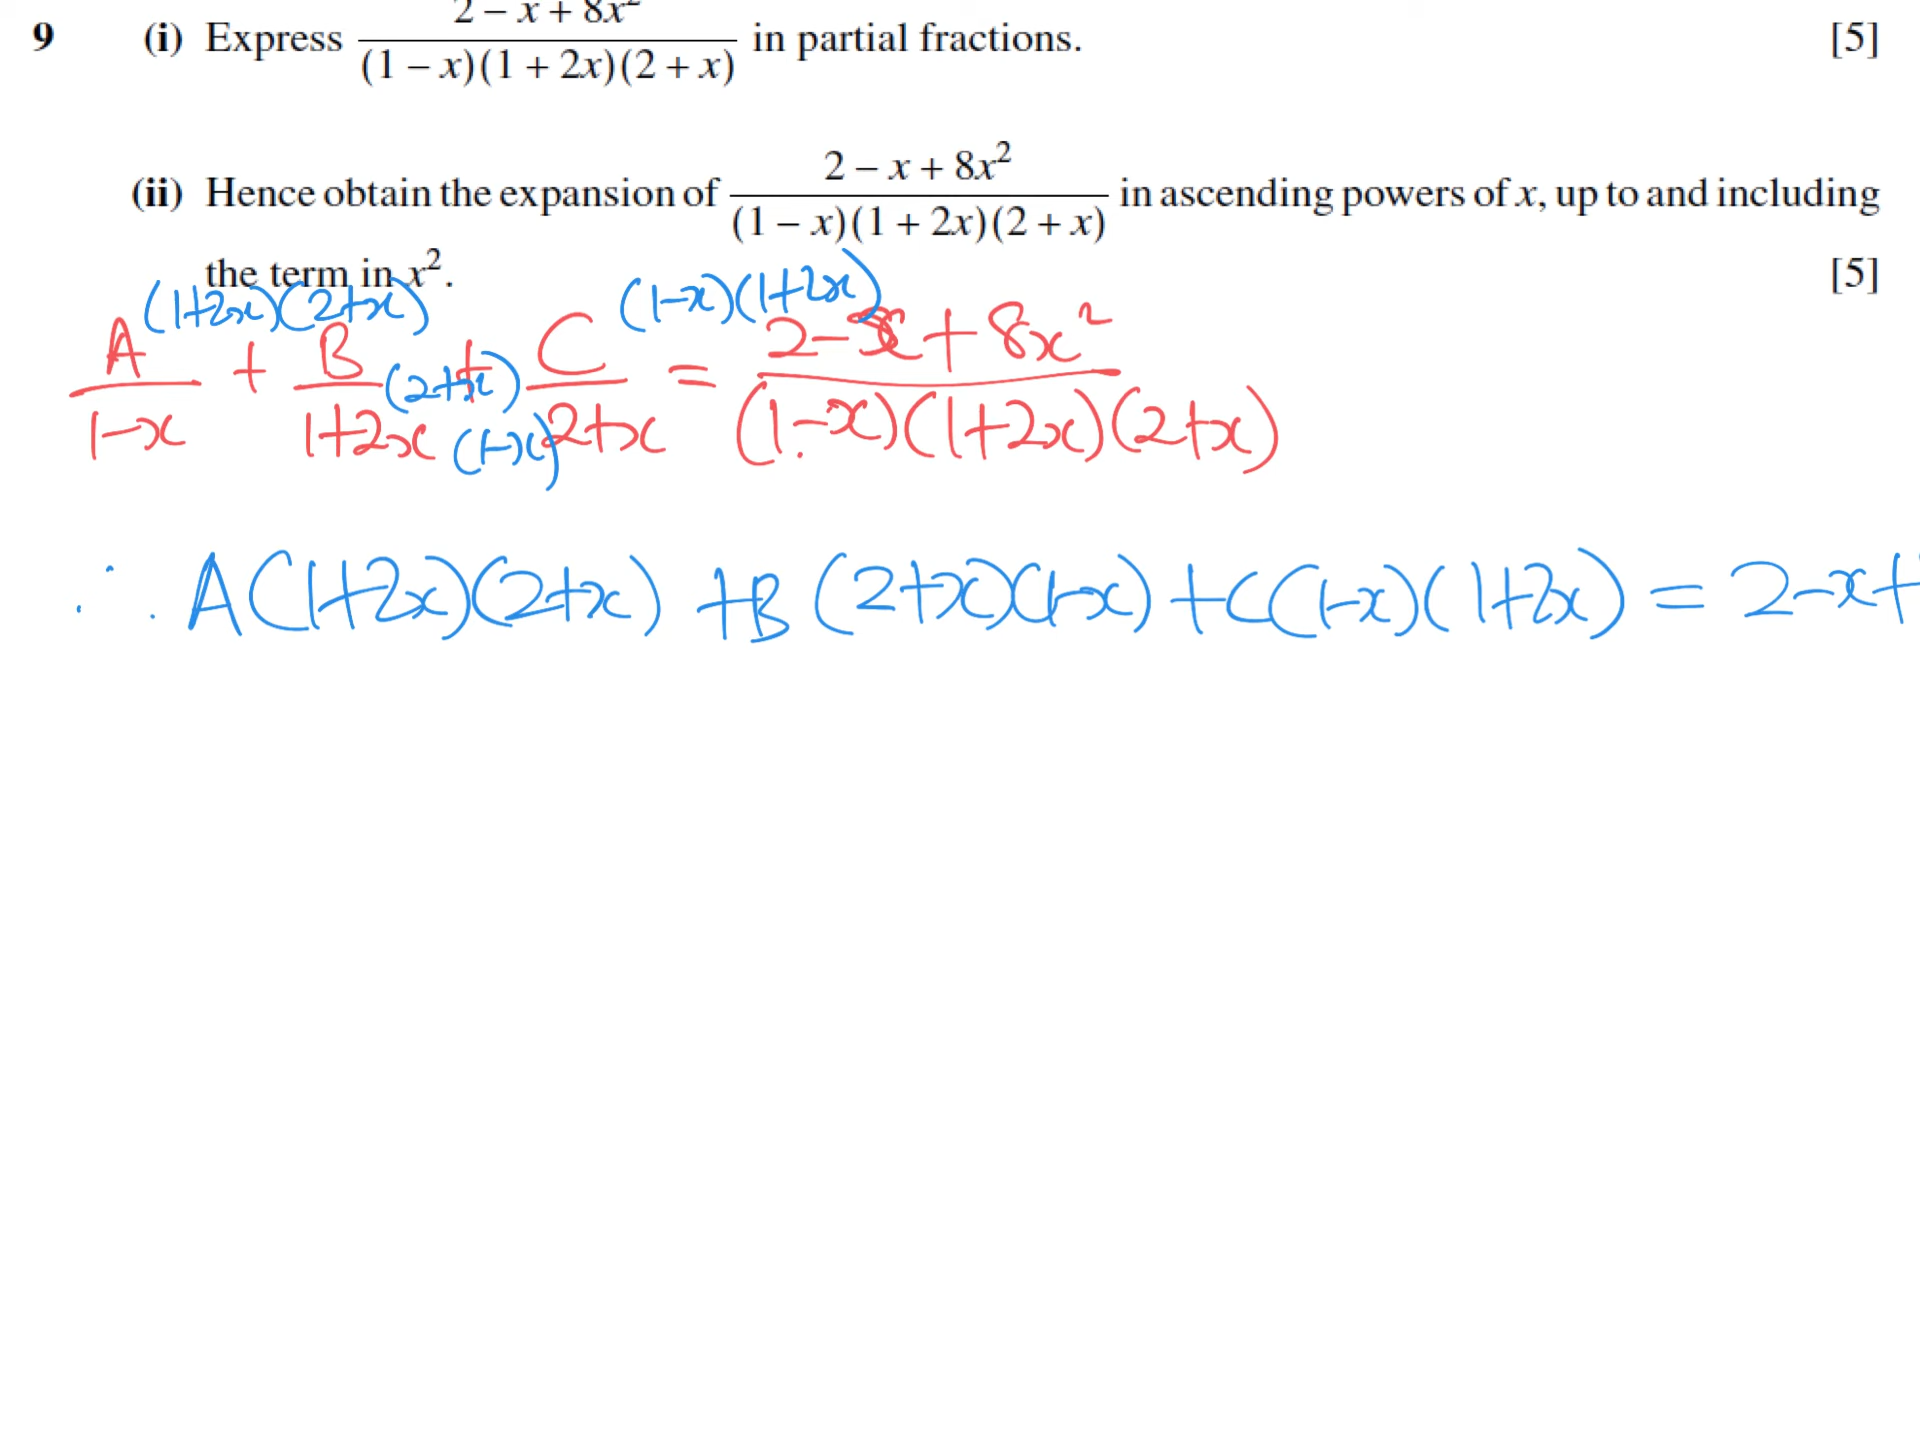 9 (i) Express (2 − x + 8x²)/((1 − x)(1 + 2x)(2 + x)) in partial fractions. [5]
(ii) Hence obtain the expansion of (2 − x + 8x²)/((1 − x)(1 + 2x)(2 + x)) in ascending powers of x, up to and including
the term in x². [5]
(1+2x)(2+x) (1-x)(1+2x)
A/(1-x) + B/(1+2x) (2+x)(1-x) + C/(2+x) = (2-x+8x²)/((1-x)(1+2x)(2+x))
∴ A(1+2x)(2+x) +B(2+x)(1-x) +C(1-x)(1+2x) = 2-x+